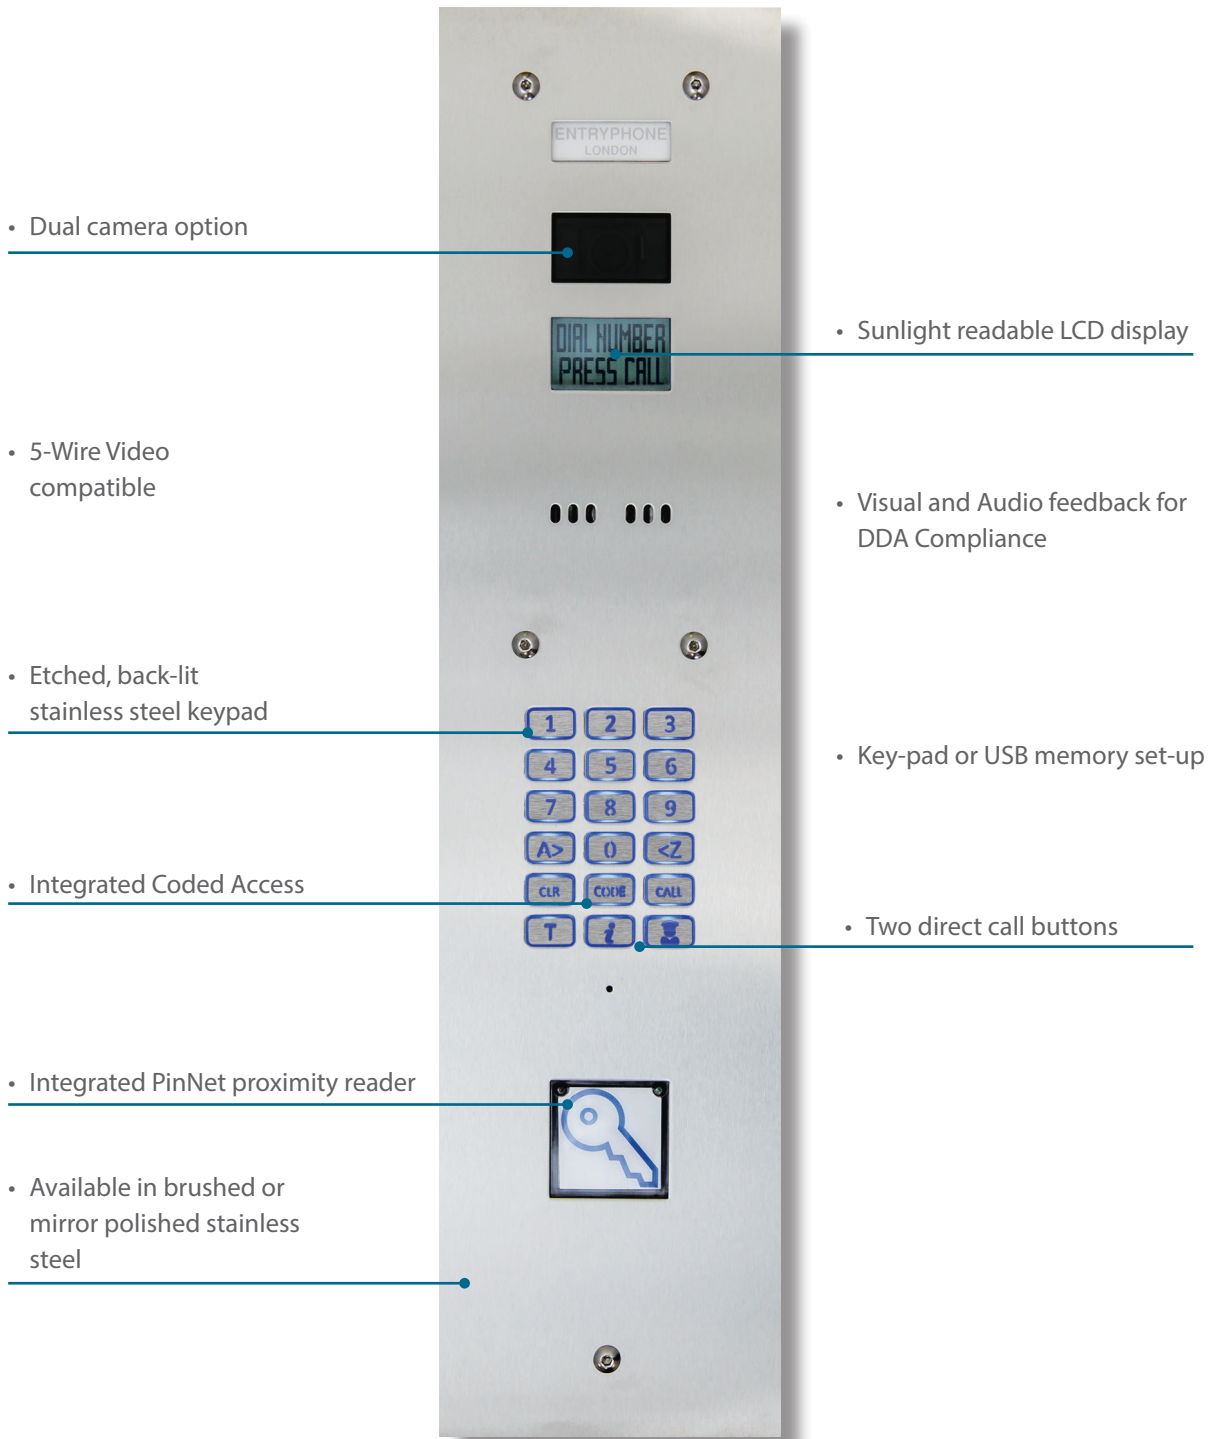 ENTRYPHONE
LONDON
• Dual camera option
DIAL NUMBER
PRESS CALL
• Sunlight readable LCD display
• 5-Wire Video
compatible
• Visual and Audio feedback for
DDA Compliance
• Etched, back-lit
stainless steel keypad
1 2 3
4 5 6
7 8 9
A> 0 <Z
CLR CODE CALL
T i
• Key-pad or USB memory set-up
• Integrated Coded Access
• Two direct call buttons
• Integrated PinNet proximity reader
• Available in brushed or
mirror polished stainless
steel